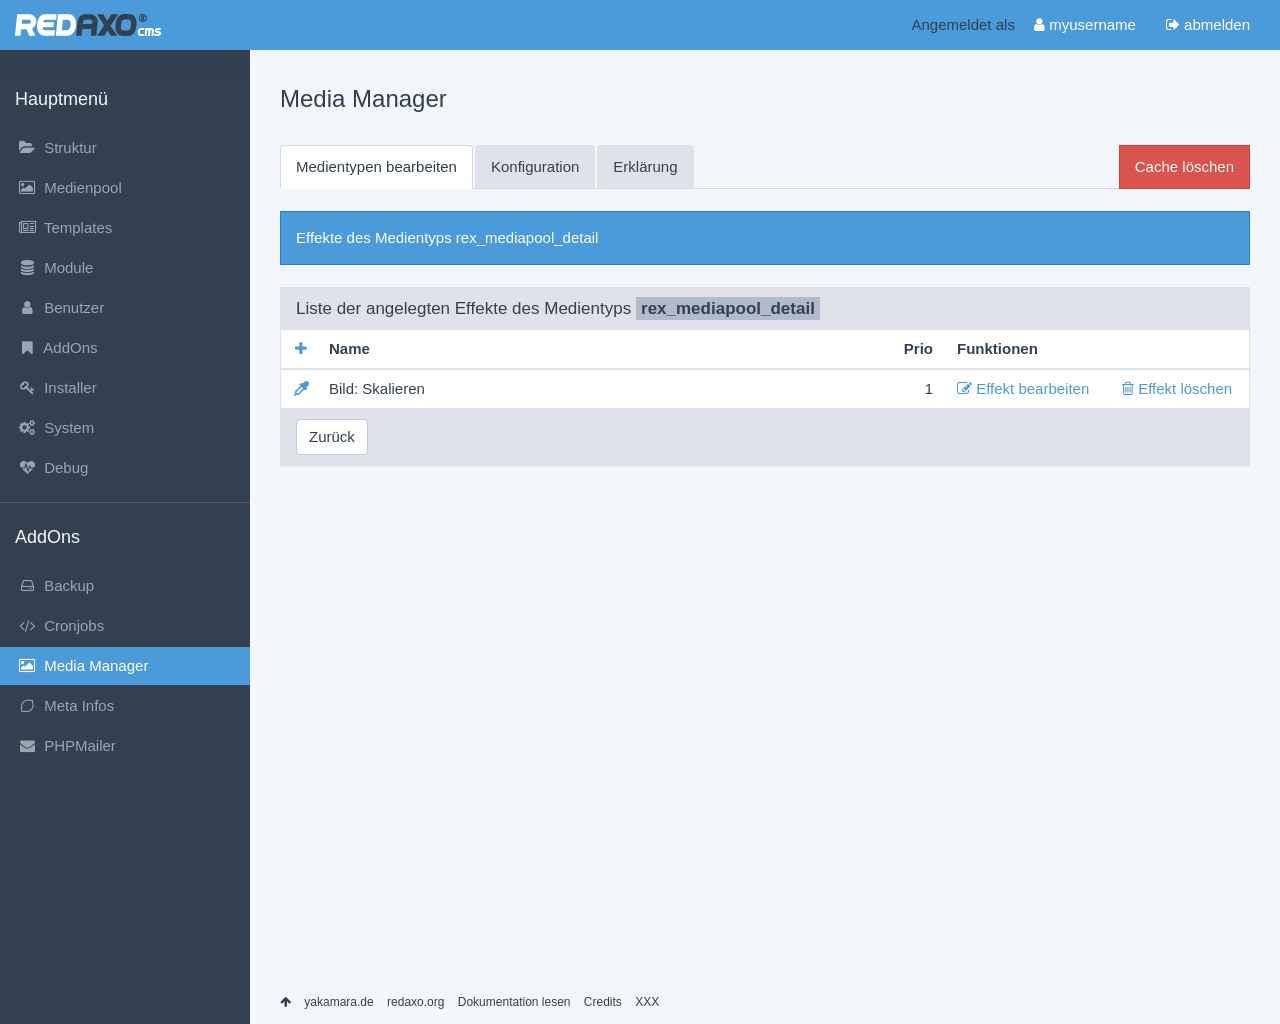 REDAXO® cms
Angemeldet als myusername abmelden
Hauptmenü
Struktur
Medienpool
Templates
Module
Benutzer
AddOns
Installer
System
Debug
AddOns
Backup
Cronjobs
Media Manager
Meta Infos
PHPMailer
Media Manager
Medientypen bearbeiten Konfiguration Erklärung Cache löschen
Effekte des Medientyps rex_mediapool_detail
Liste der angelegten Effekte des Medientyps rex_mediapool_detail
Name Prio Funktionen
Bild: Skalieren 1 Effekt bearbeiten Effekt löschen
Zurück
yakamara.de redaxo.org Dokumentation lesen Credits XXX